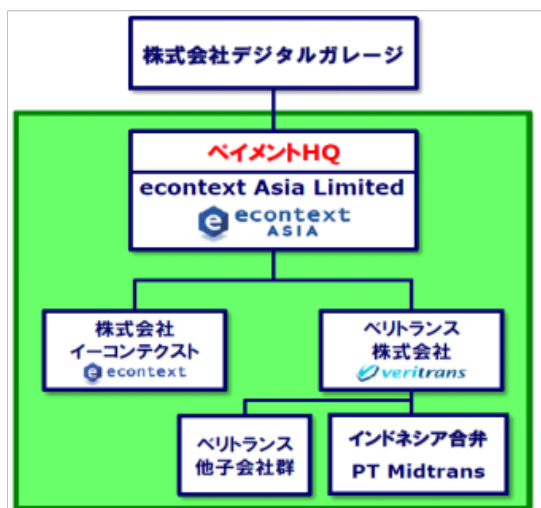 株式会社デジタルガレージ
ペイメントHQ
econtext Asia Limited
e econtext
ASIA
株式会社
イーコンテクスト
e econtext
ベリトランス
株式会社
veritrans
ベリトランス
他子会社群
インドネシア合弁
PT Midtrans